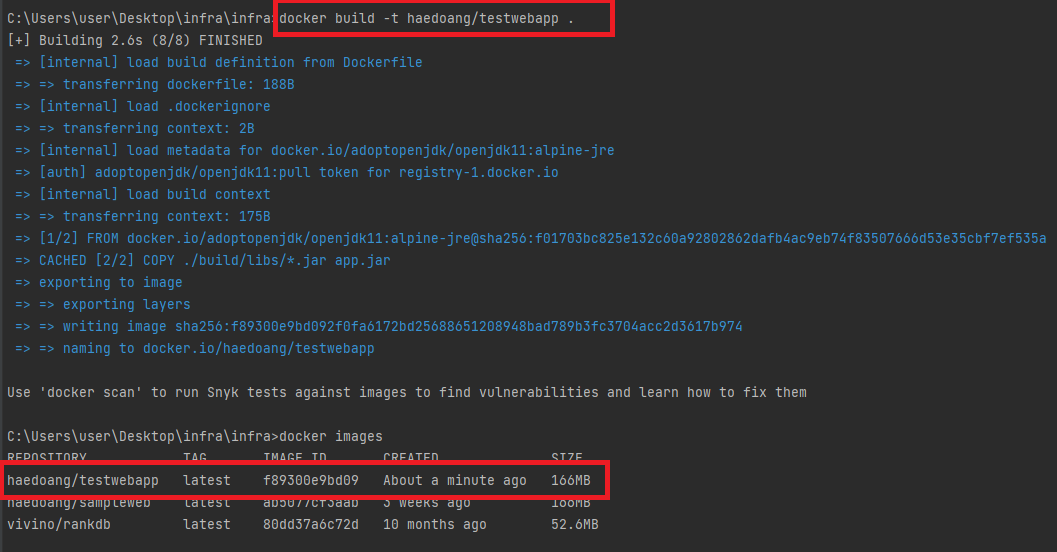 C:\Users\user\Desktop\infra\infra>docker build -t haedoang/testwebapp .
[+] Building 2.6s (8/8) FINISHED
=> [internal] load build definition from Dockerfile
=> => transferring dockerfile: 188B
=> [internal] load .dockerignore
=> => transferring context: 2B
=> [internal] load metadata for docker.io/adoptopenjdk/openjdk11:alpine-jre
=> [auth] adoptopenjdk/openjdk11:pull token for registry-1.docker.io
=> [internal] load build context
=> => transferring context: 175B
=> [1/2] FROM docker.io/adoptopenjdk/openjdk11:alpine-jre@sha256:f01703bc825e132c60a92802862dafb4ac9eb74f83507666d53e35cbf7ef535a
=> CACHED [2/2] COPY ./build/libs/*.jar app.jar
=> exporting to image
=> => exporting layers
=> => writing image sha256:f89300e9bd092f0fa6172bd25688651208948bad789b3fc3704acc2d3617b974
=> => naming to docker.io/haedoang/testwebapp
Use 'docker scan' to run Snyk tests against images to find vulnerabilities and learn how to fix them
C:\Users\user\Desktop\infra\infra>docker images
REPOSITORY TAG IMAGE ID CREATED SIZE
haedoang/testwebapp latest f89300e9bd09 About a minute ago 166MB
haedoang/sampleweb latest ab5077cf3aab 3 weeks ago 168MB
vivino/rankdb latest 80dd37a6c72d 10 months ago 52.6MB